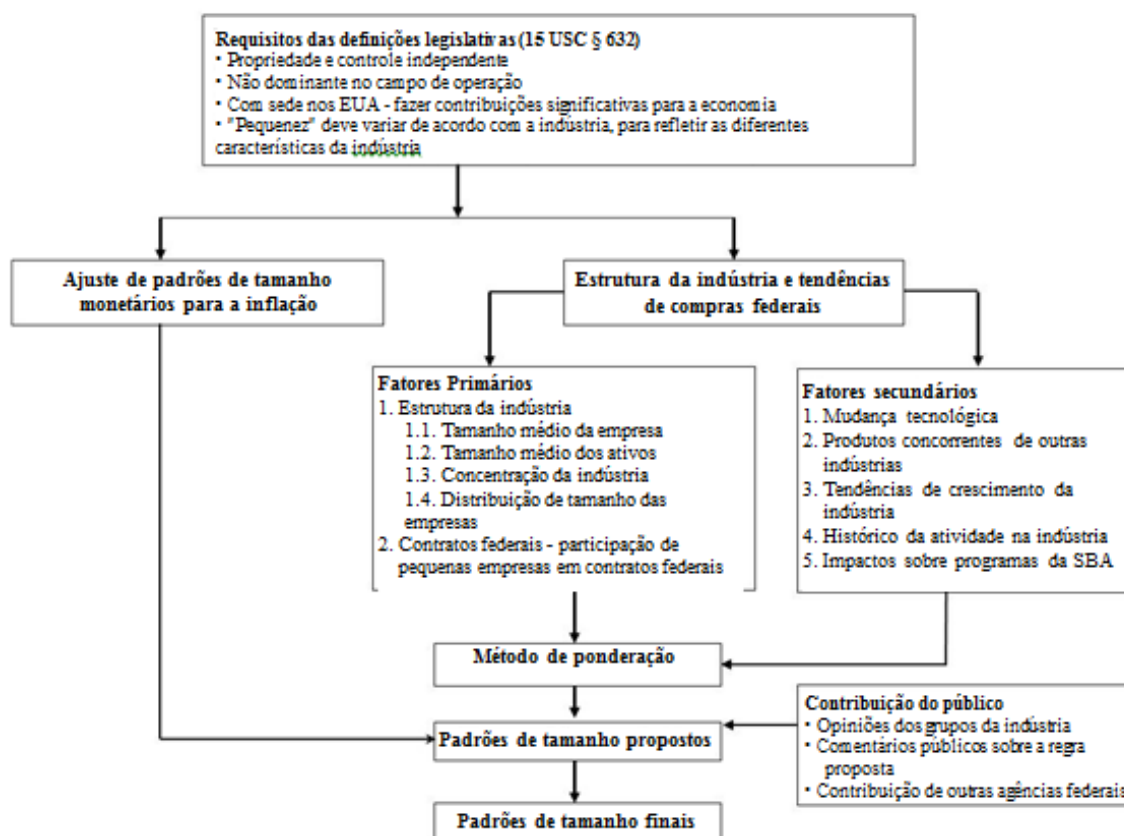 Requisitos das definições legislativas (15 USC § 632)
• Propriedade e controle independente
• Não dominante no campo de operação
• Com sede nos EUA - fazer contribuições significativas para a economia
• "Pequenez" deve variar de acordo com a indústria, para refletir as diferentes
características da indústria
Ajuste de padrões de tamanho
monetários para a inflação
Estrutura da indústria e tendências
de compras federais
Fatores Primários
1. Estrutura da indústria
1.1. Tamanho médio da empresa
1.2. Tamanho médio dos ativos
1.3. Concentração da indústria
1.4. Distribuição de tamanho das
empresas
2. Contratos federais - participação de
pequenas empresas em contratos federais
Fatores secundários
1. Mudança tecnológica
2. Produtos concorrentes de outras
indústrias
3. Tendências de crescimento da
indústria
4. Histórico da atividade na indústria
5. Impactos sobre programas da SBA
Método de ponderação
Contribuição do público
• Opiniões dos grupos da indústria
• Comentários públicos sobre a regra
proposta
• Contribuição de outras agências federais
Padrões de tamanho propostos
Padrões de tamanho finais